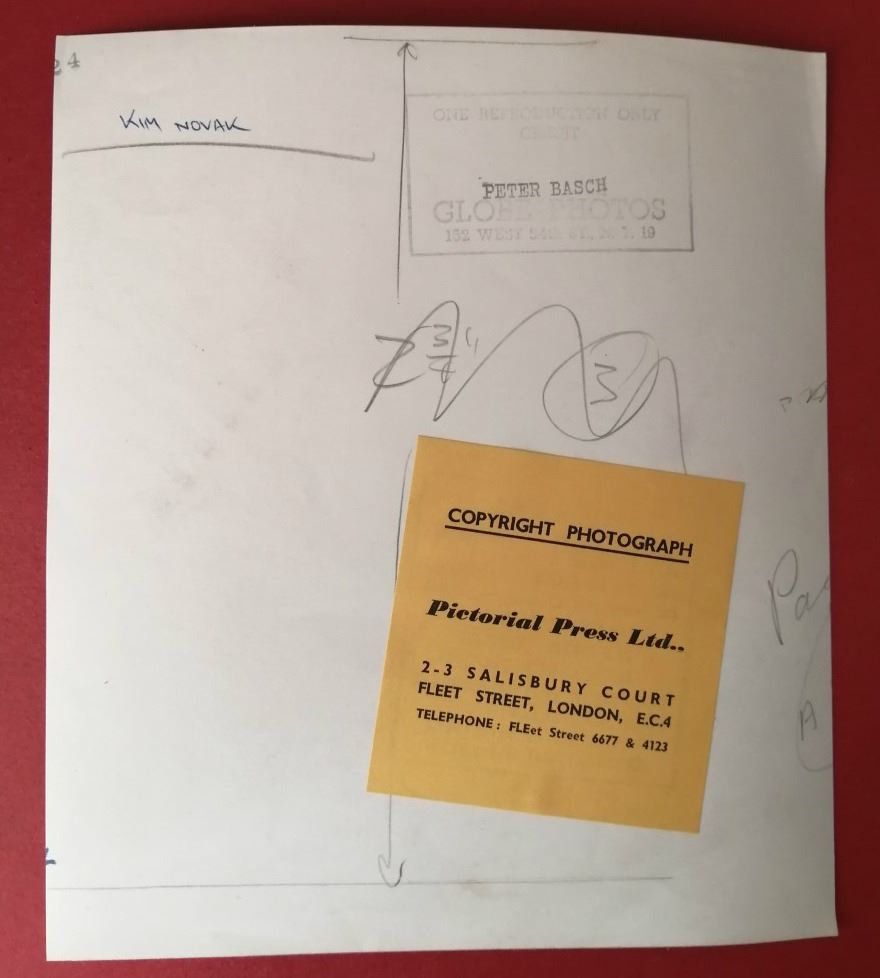 24
KIM NOVAK
ONE REPRODUCTION ONLY
CREDIT
PETER BASCH
GLOBE PHOTOS
152 WEST 54th ST., N. Y. 19
COPYRIGHT PHOTOGRAPH
Pictorial Press Ltd..
2-3 SALISBURY COURT
FLEET STREET, LONDON, E.C.4
TELEPHONE : FLEet Street 6677 & 4123
A